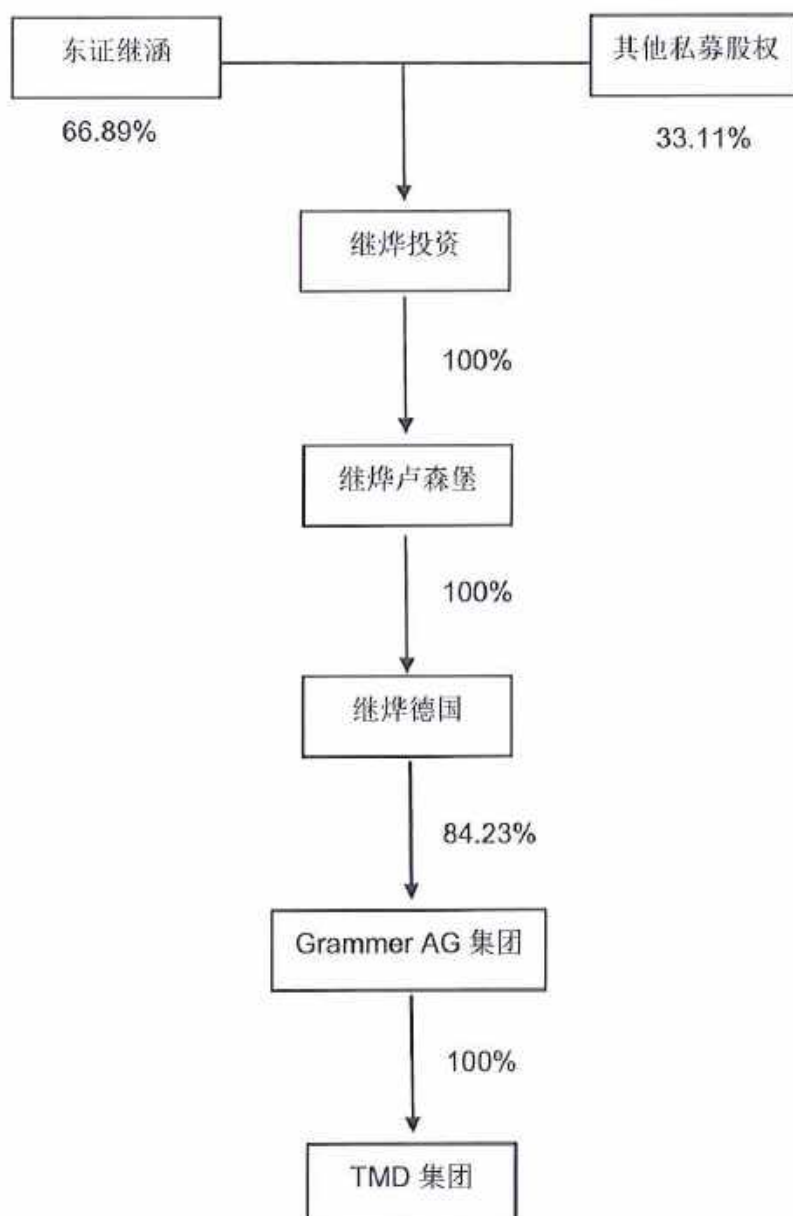 东证继涵
其他私募股权
66.89%
33.11%
继烨投资
100%
继烨卢森堡
100%
继烨德国
84.23%
Grammer AG 集团
100%
TMD 集团